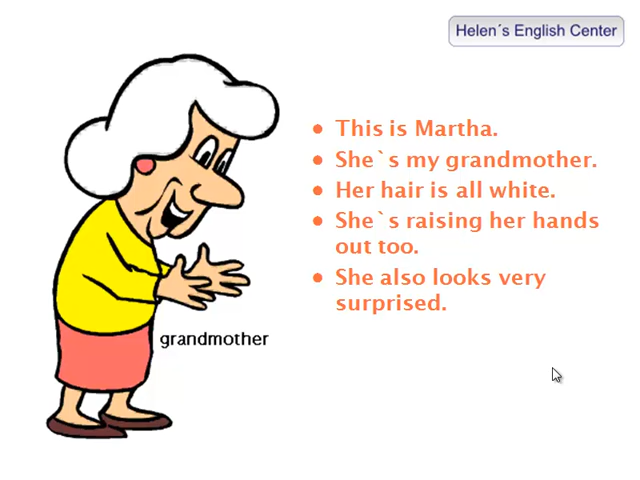 Helen´s English Center
• This is Martha.
• She`s my grandmother.
• Her hair is all white.
• She`s raising her hands
out too.
• She also looks very
surprised.
grandmother